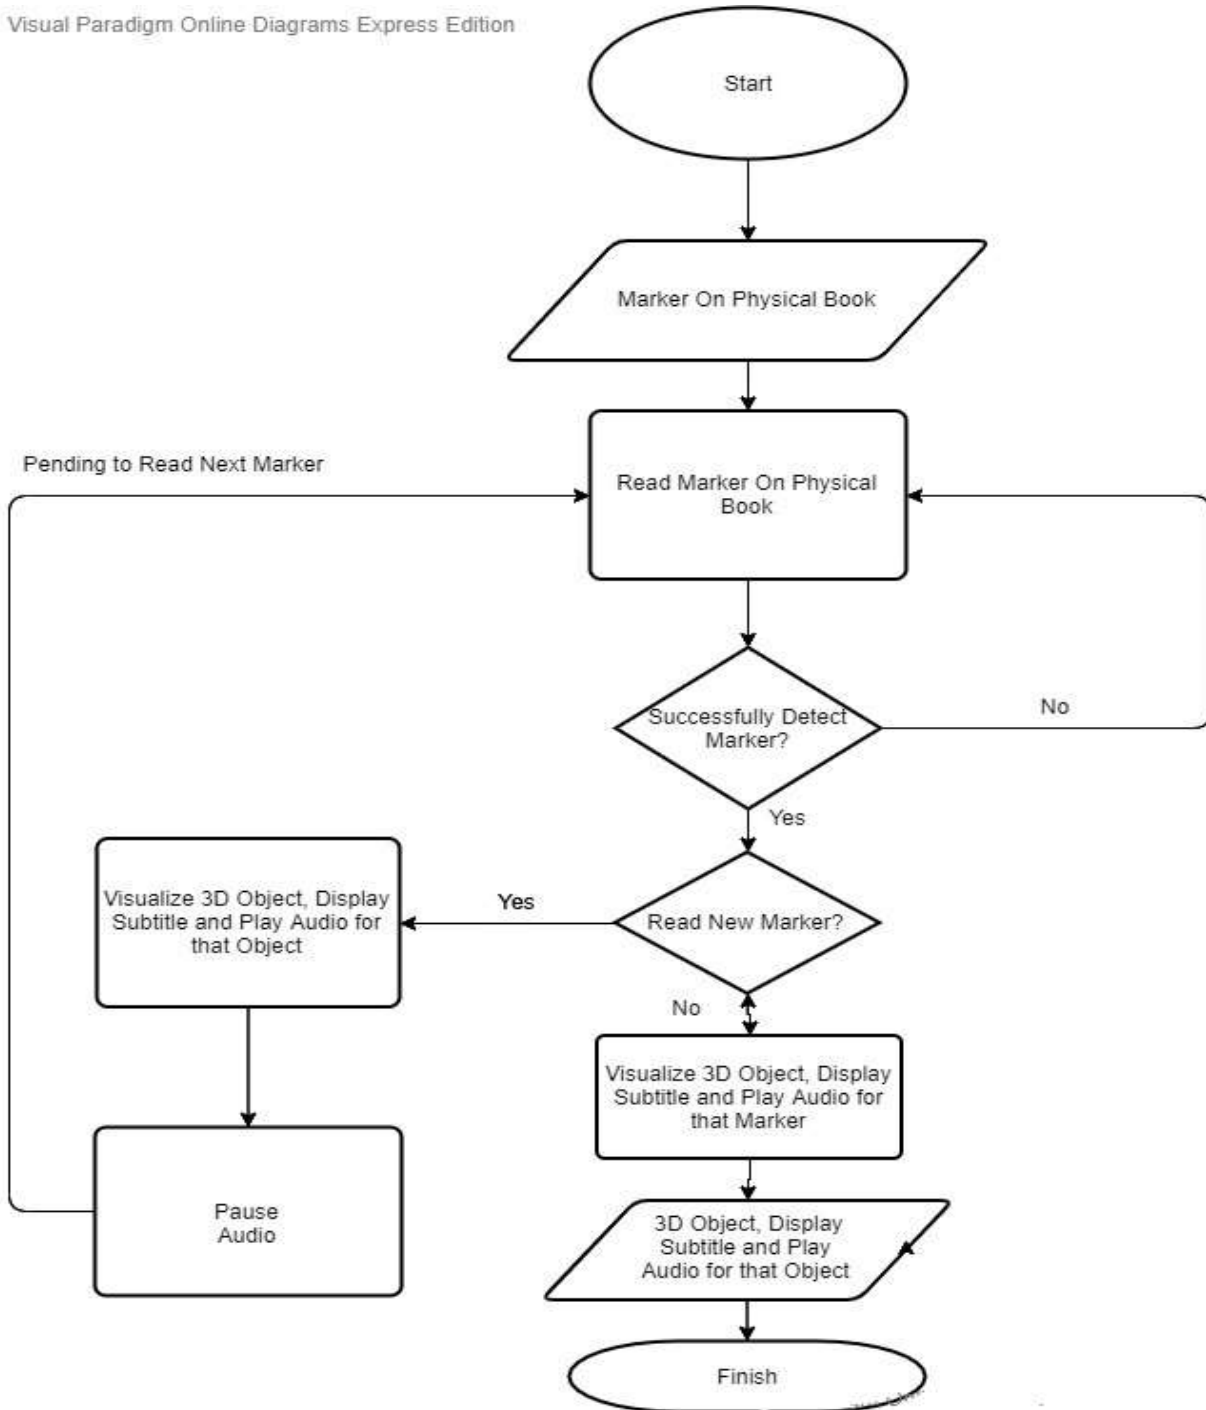 Visual Paradigm Online Diagrams Express Edition
Start
Marker On Physical Book
Pending to Read Next Marker
Read Marker On Physical
Book
No
Successfully Detect
Marker?
Yes
Visualize 3D Object, Display
Subtitle and Play Audio for
that Object
Yes
Read New Marker?
No
Visualize 3D Object, Display
Subtitle and Play Audio for
that Marker
Pause
Audio
3D Object, Display
Subtitle and Play
Audio for that Object
Finish